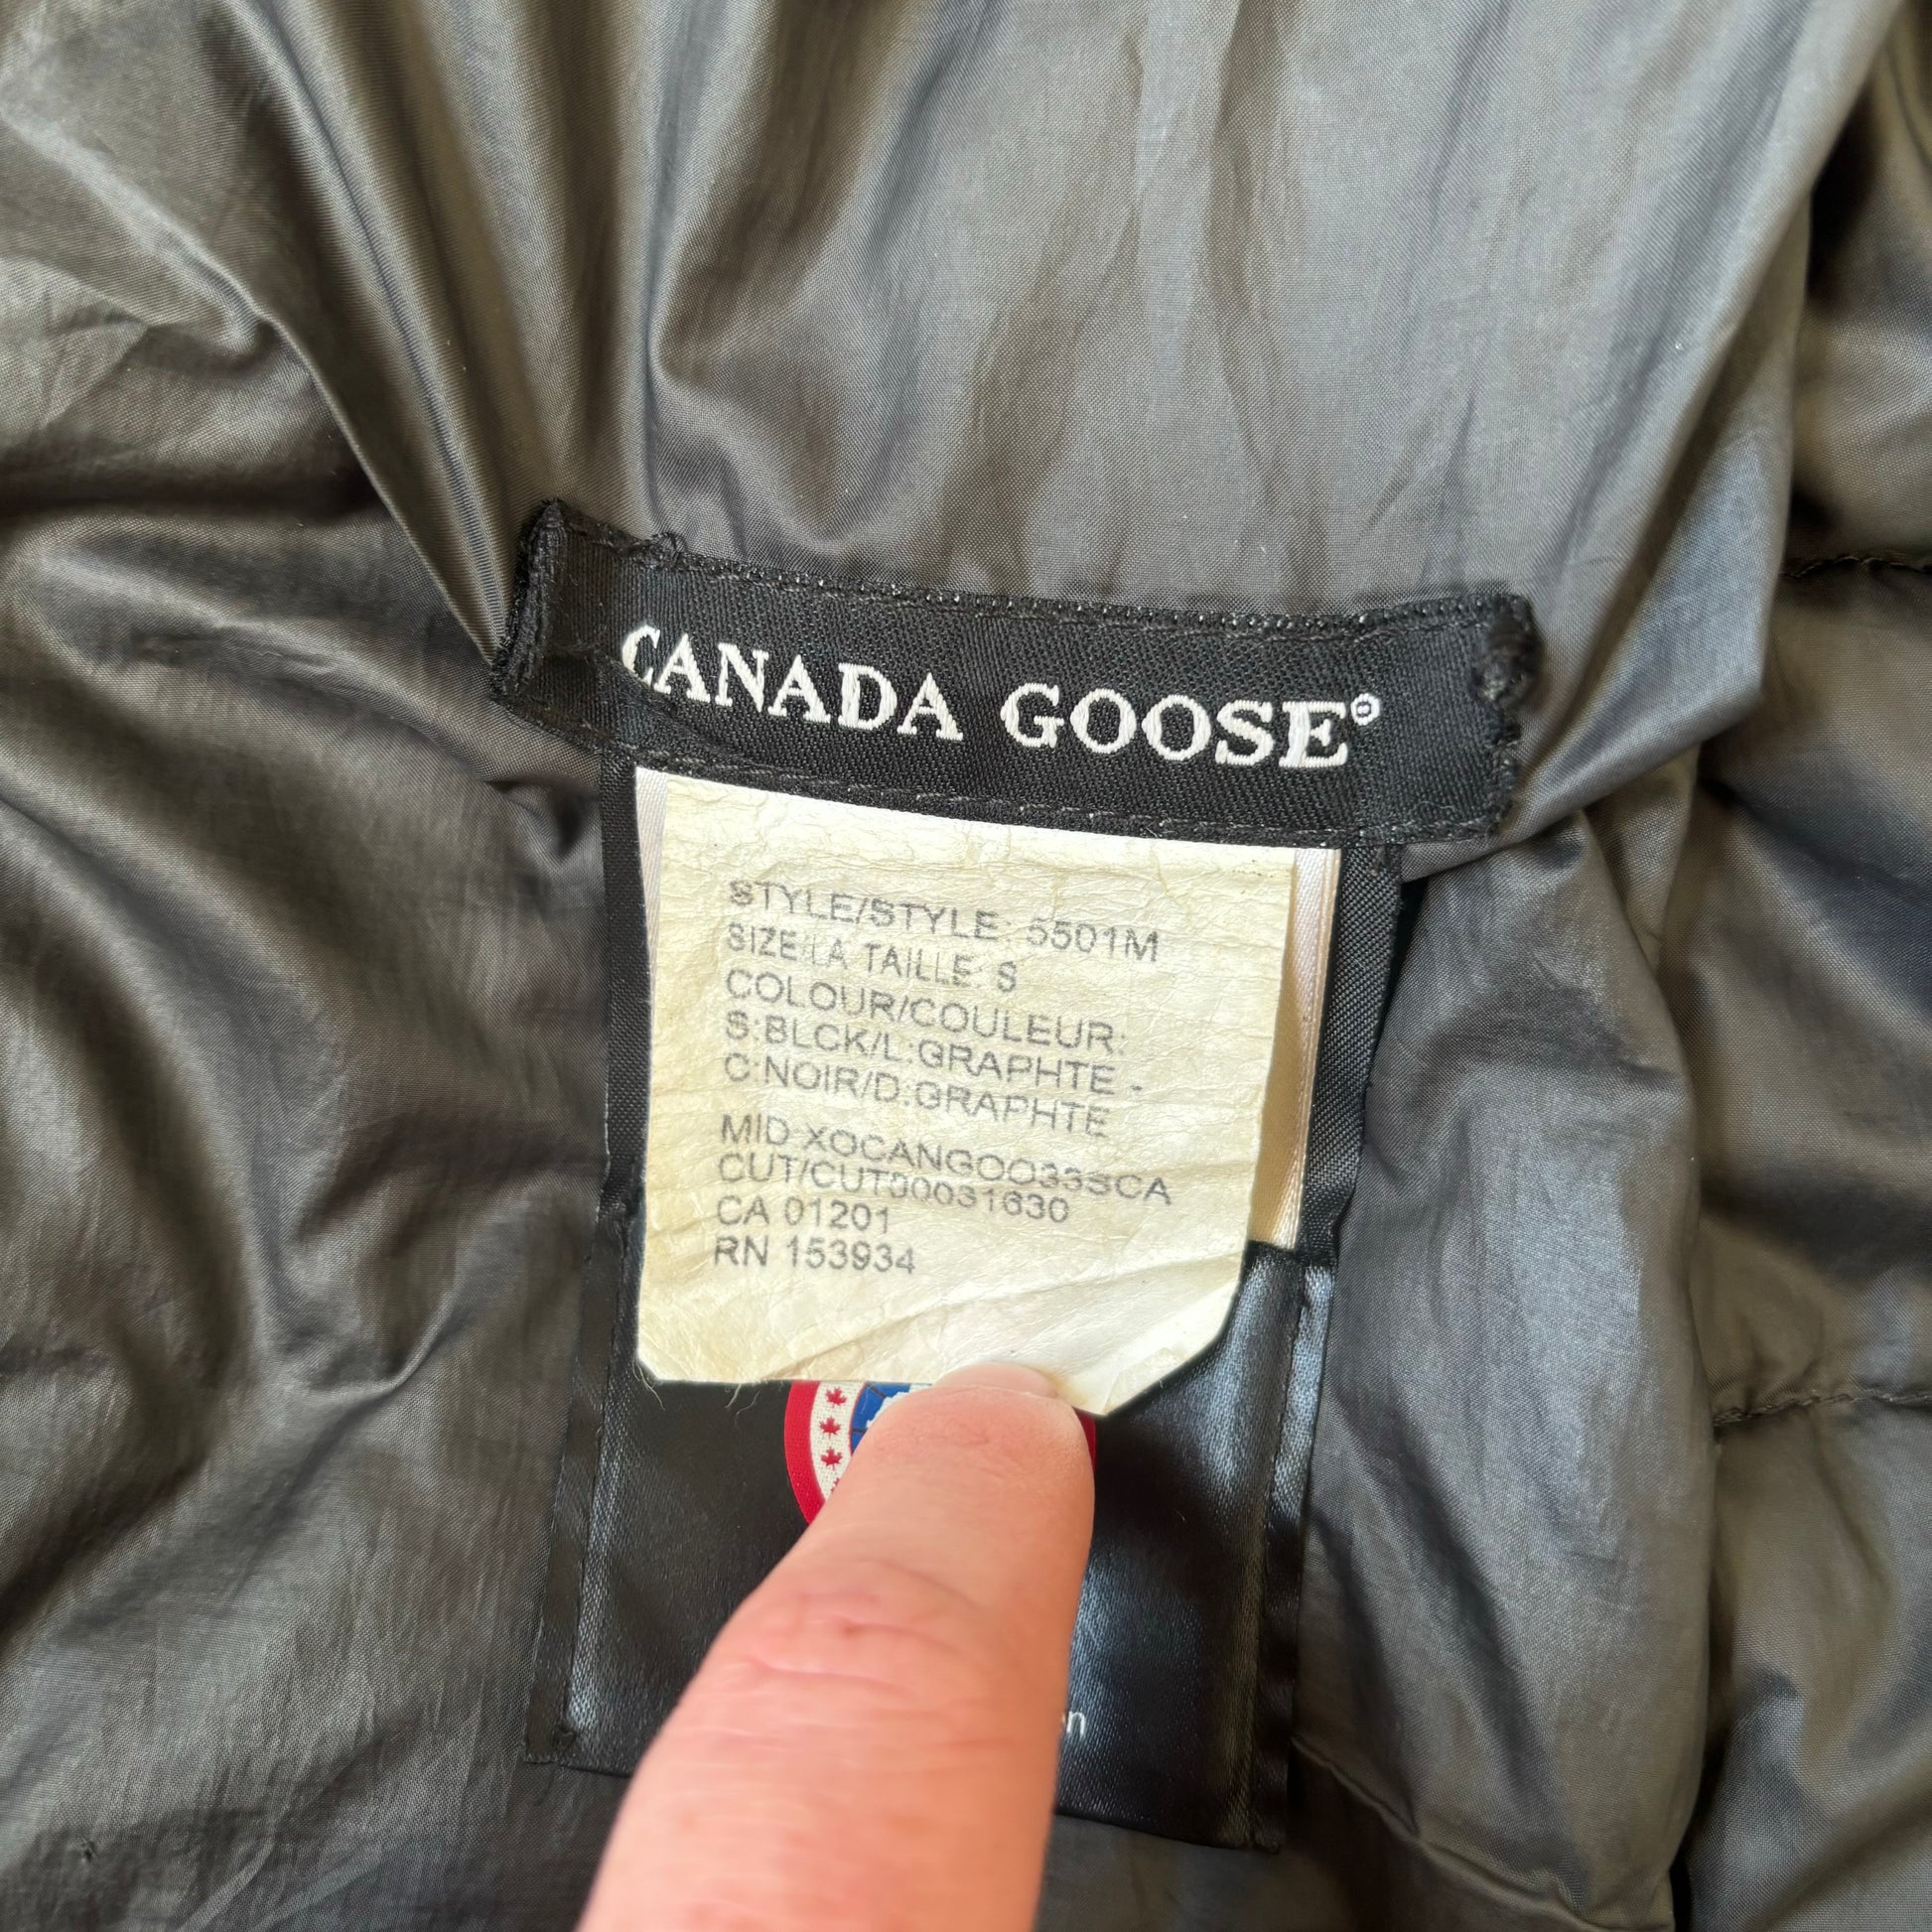 CANADA GOOSE®
STYLE/STYLE: 5501M
SIZE/LA TAILLE: S
COLOUR/COULEUR:
S:BLCK/L:GRAPHTE -
C:NOIR/D:GRAPHTE
MID:XOCANGOO33SCA
CUT/CUT00031630
CA 01201
RN 153934